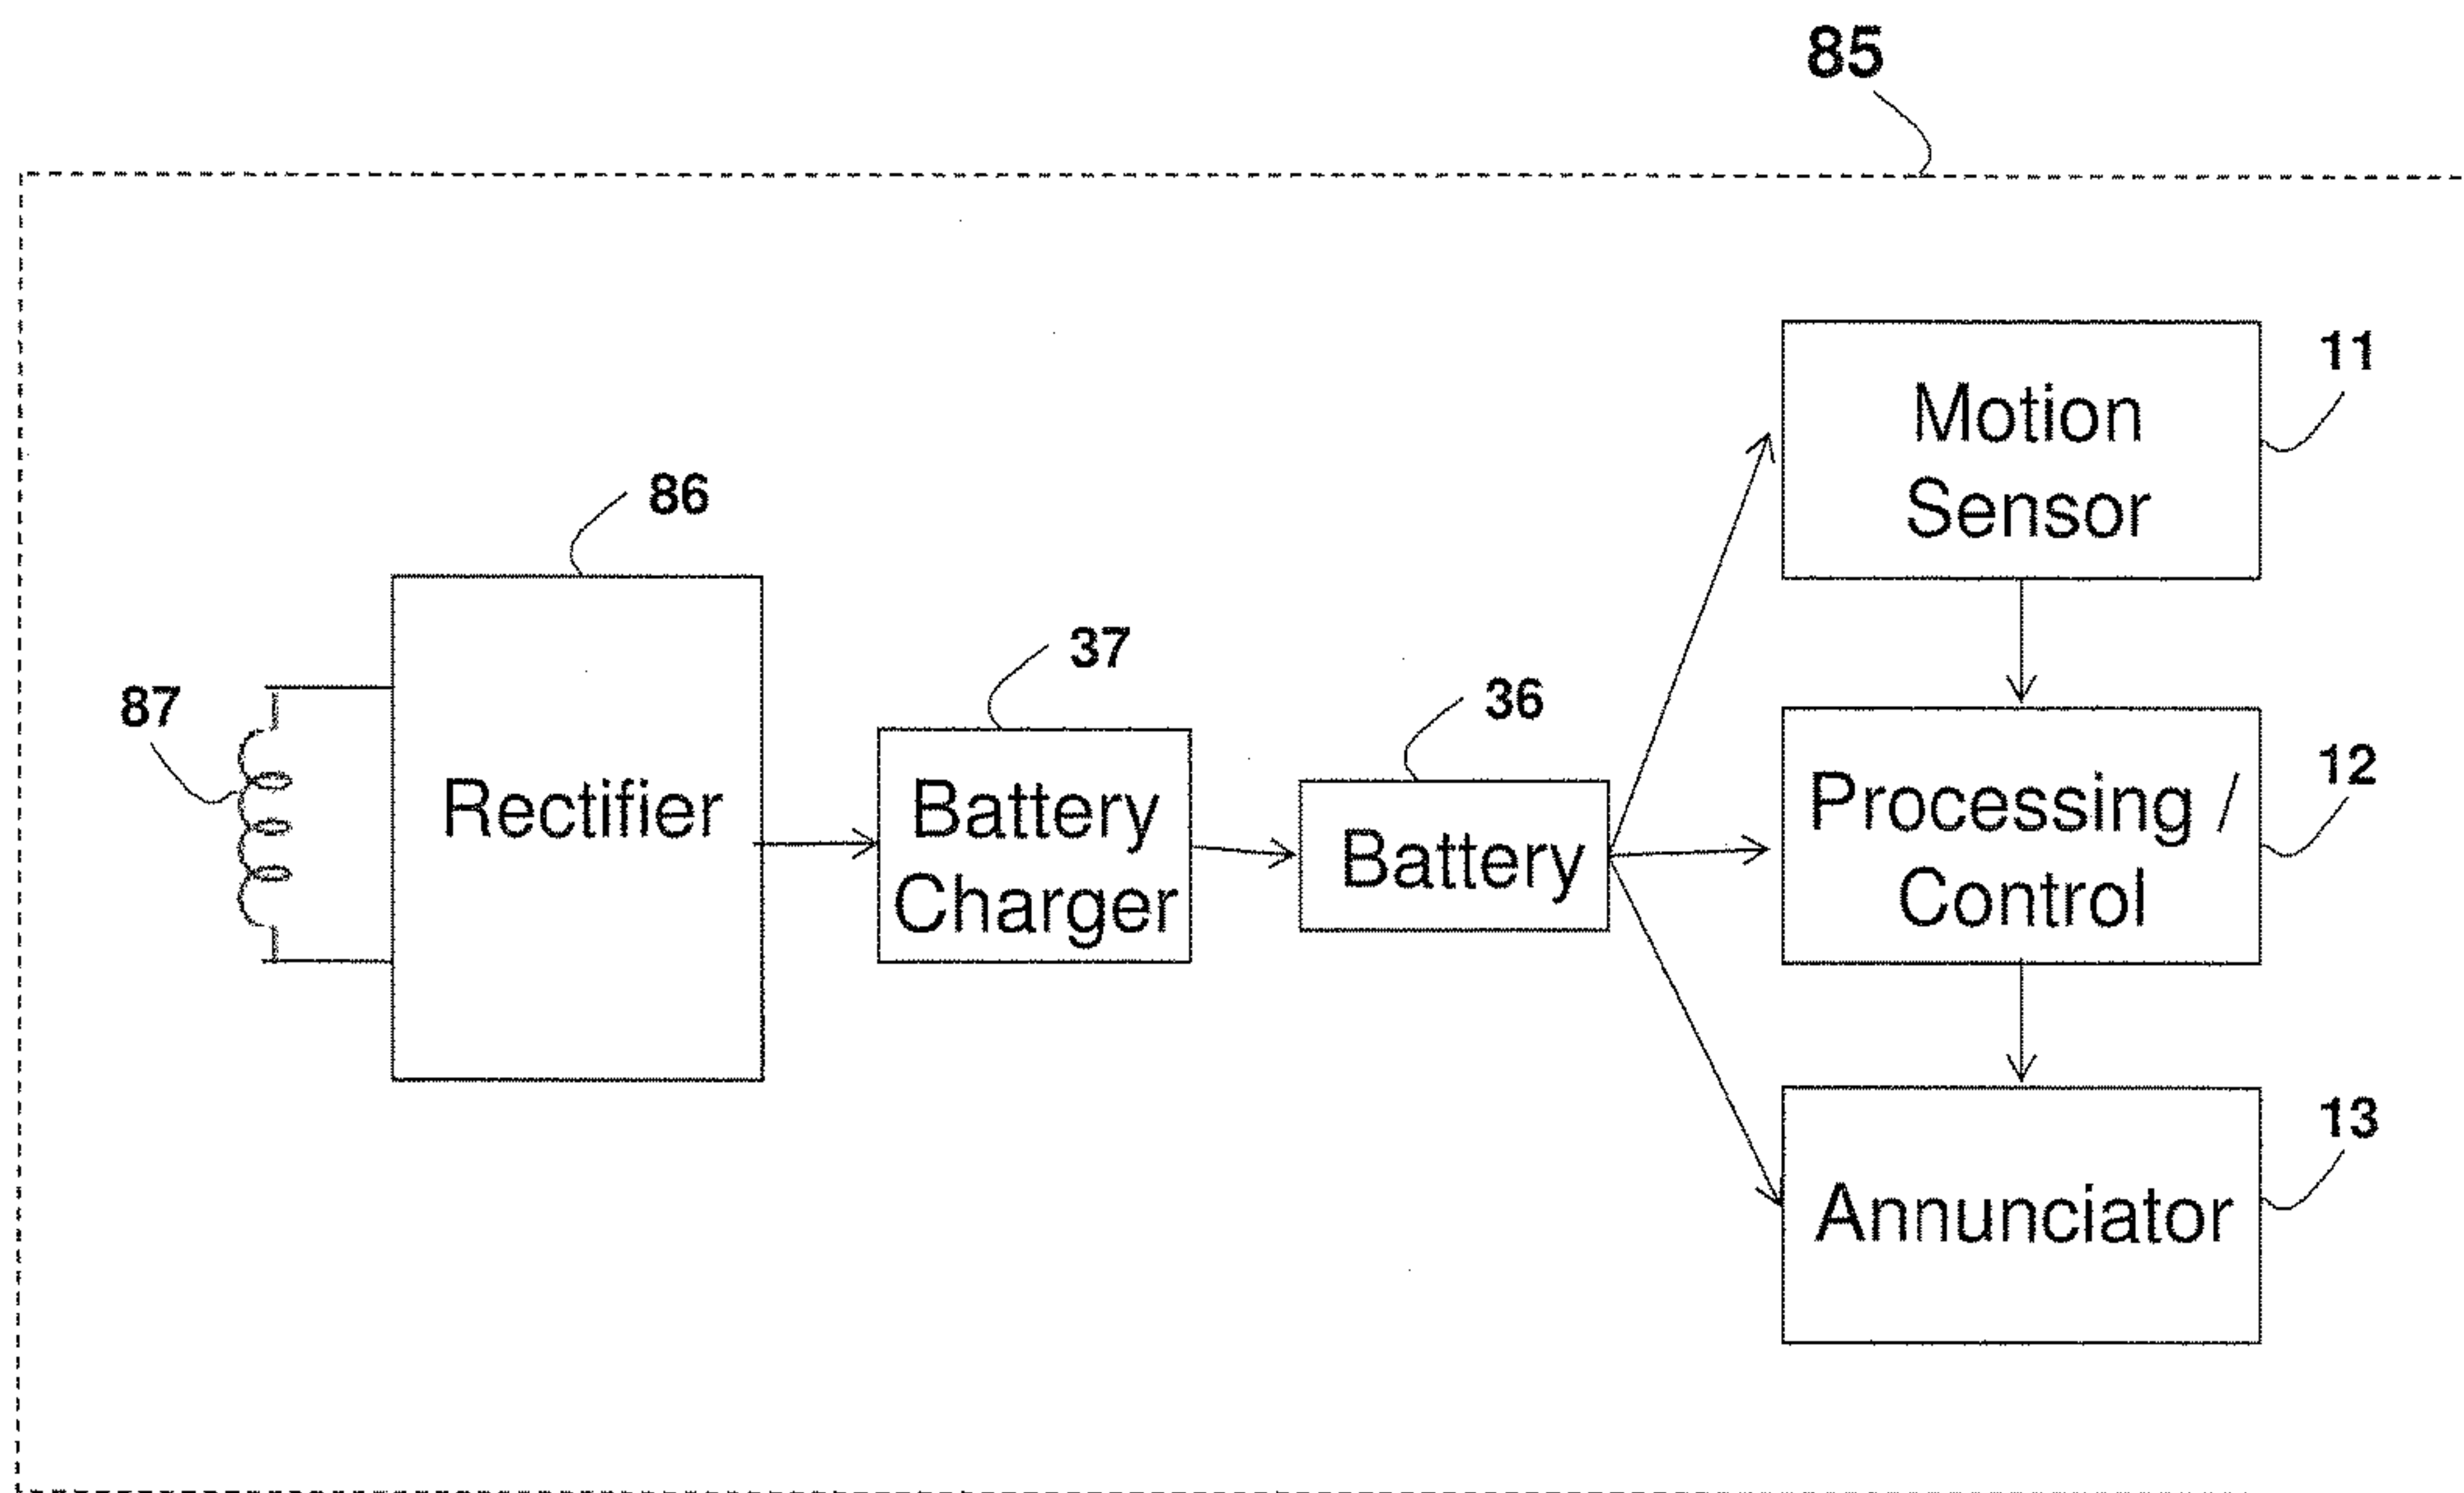 85
11
Motion
Sensor
86
37
36
87
12
Rectifier
Battery
Charger
Battery
Processing /
Control
13
Annunciator